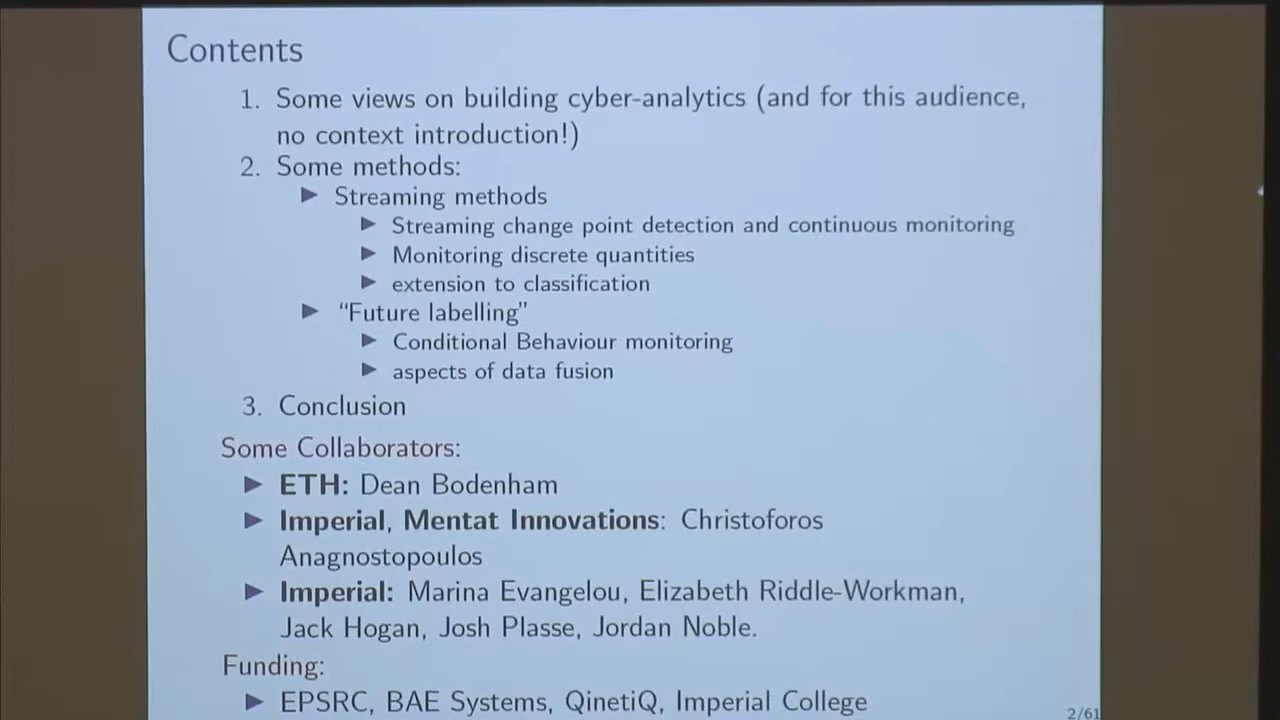 Contents
1. Some views on building cyber-analytics (and for this audience,
no context introduction!)
2. Some methods:
▶ Streaming methods
▶ Streaming change point detection and continuous monitoring
▶ Monitoring discrete quantities
▶ extension to classification
▶ “Future labelling”
▶ Conditional Behaviour monitoring
▶ aspects of data fusion
3. Conclusion
Some Collaborators:
▶ ETH: Dean Bodenham
▶ Imperial, Mentat Innovations: Christoforos
Anagnostopoulos
▶ Imperial: Marina Evangelou, Elizabeth Riddle-Workman,
Jack Hogan, Josh Plasse, Jordan Noble.
Funding:
▶ EPSRC, BAE Systems, QinetiQ, Imperial College
2/61